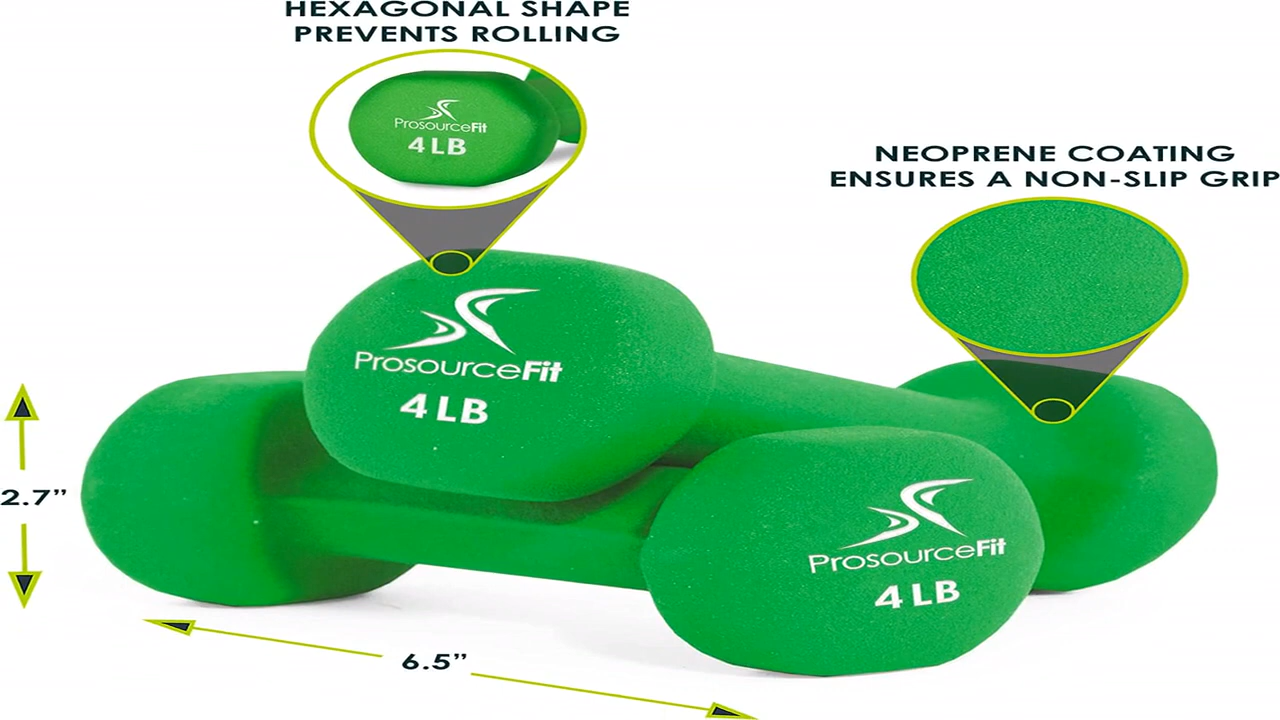 HEXAGONAL SHAPE
PREVENTS ROLLING
ProsourceFit
4 LB
NEOPRENE COATING
ENSURES A NON-SLIP GRIP
ProsourceFit
4 LB
2.7”
ProsourceFit
4 LB
6.5”